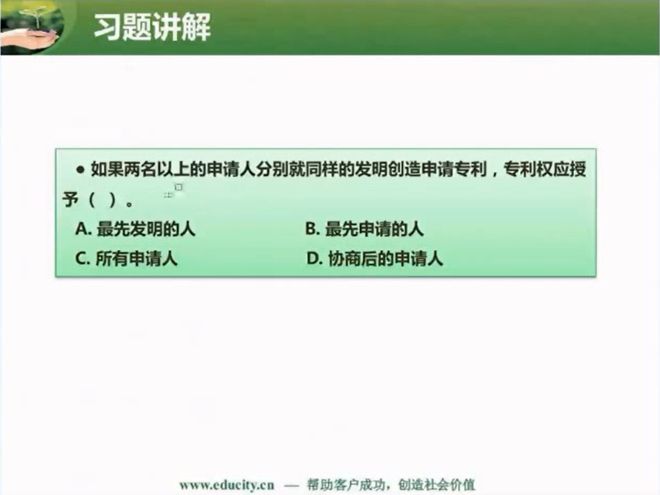 习题讲解
● 如果两名以上的申请人分别就同样的发明创造申请专利，专利权应授
予（  ）。
A. 最先发明的人  B. 最先申请的人
C. 所有申请人  D. 协商后的申请人
www.educity.cn — 帮助客户成功，创造社会价值